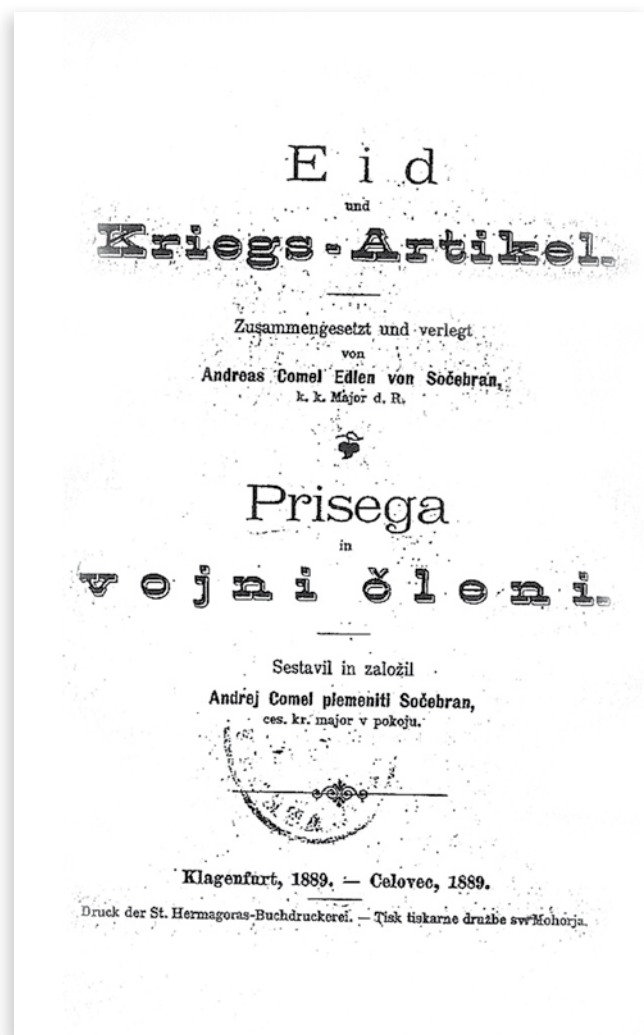 Eid
und
Kriegs-Artikel.
Zusammengesetzt und verlegt
von
Andreas Comel Edlen von Sočebran,
k. k. Major d. R.
Prisega
in
vojni členi.
Sestavil in založil
Andrej Comel plemeniti Sočebran,
ces. kr. major v pokoju.
Klagenfurt, 1889. — Celovec, 1889.
Druck der St. Hermagoras-Buchdruckerei. — Tisk tiskarne družbe sv. Mohorja.